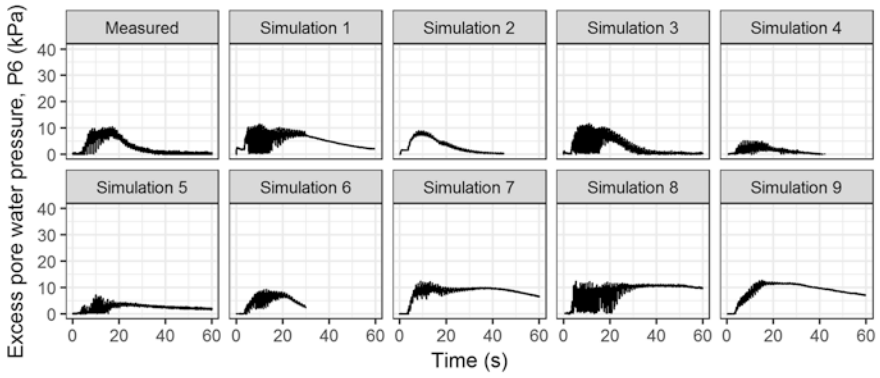 Excess pore water pressure, P6 (kPa)
Measured Simulation 1 Simulation 2 Simulation 3 Simulation 4
40
30
20
10
0
Simulation 5 Simulation 6 Simulation 7 Simulation 8 Simulation 9
40
30
20
10
0
0 20 40 60 0 20 40 60 0 20 40 60 0 20 40 60 0 20 40 60
Time (s)